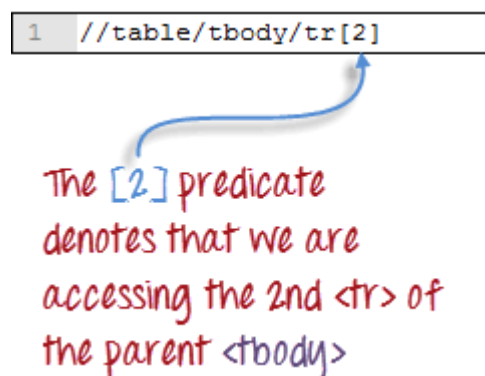 1 //table/tbody/tr[2]
The [2] predicate
denotes that we are
accessing the 2nd <tr> of
the parent <tbody>